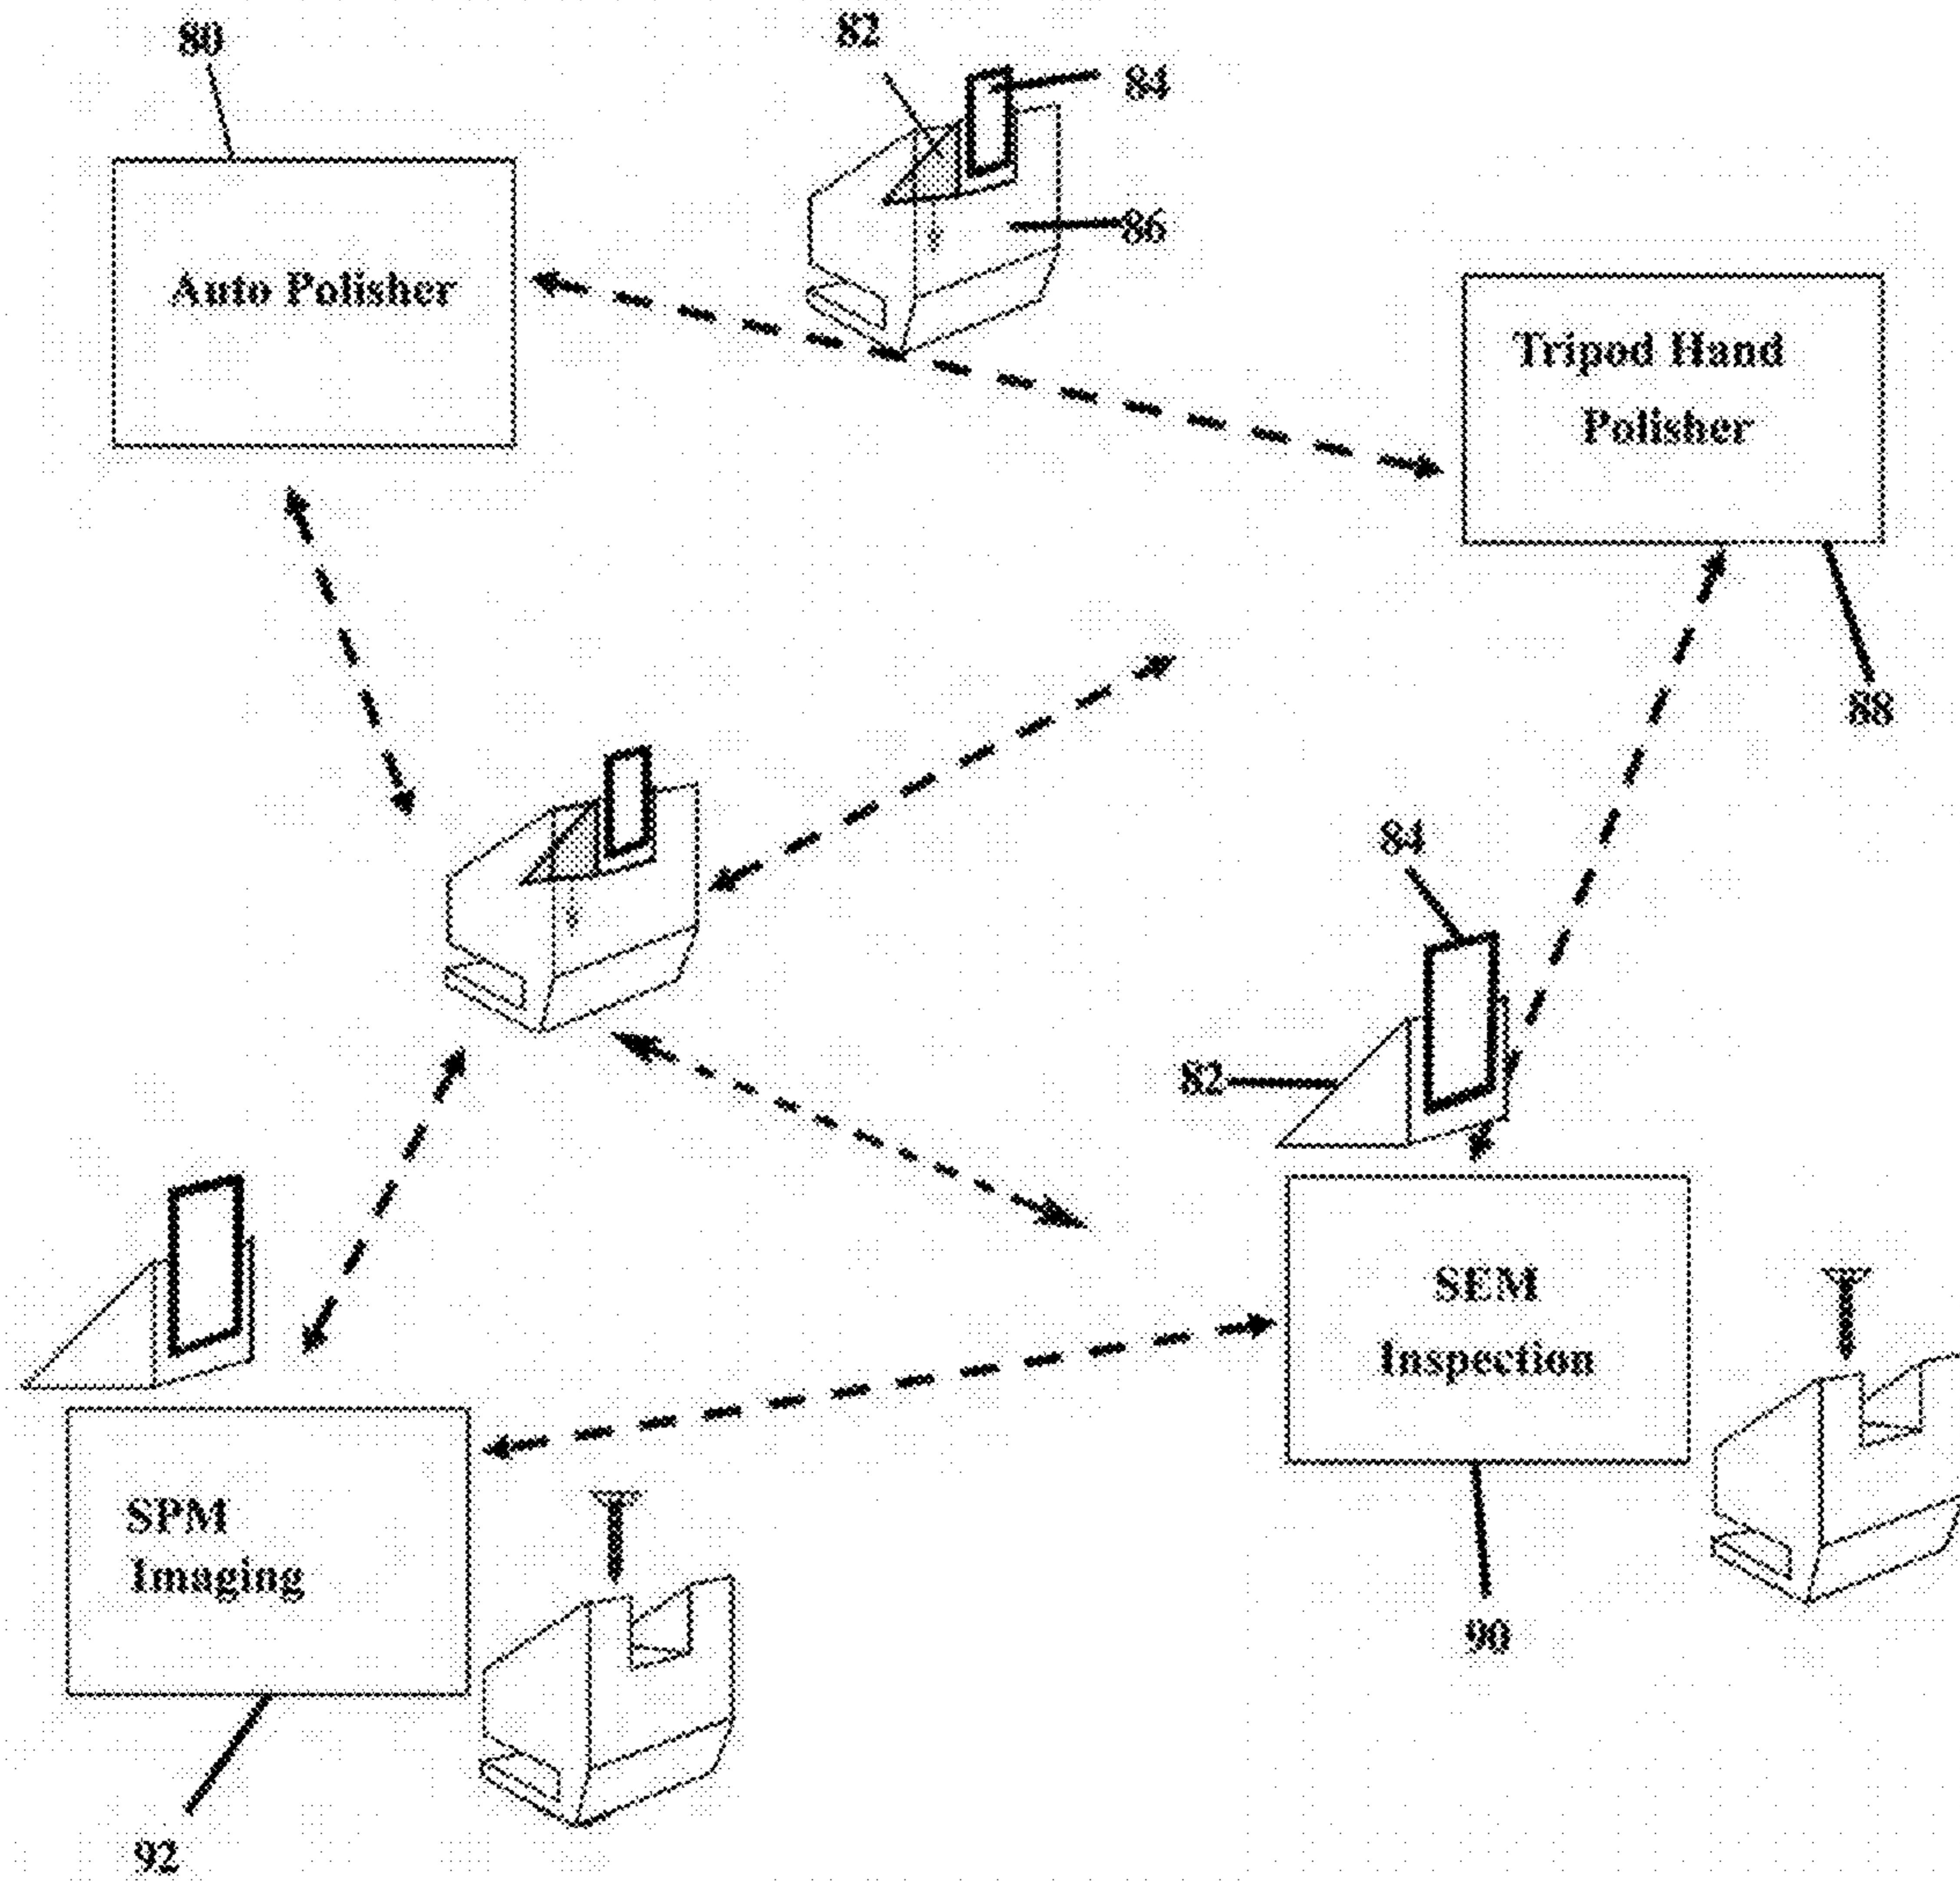 80
82
84
86
Auto Polisher
Tripod Hand
Polisher
88
84
82
SEM
Inspection
SPM
Imaging
90
92